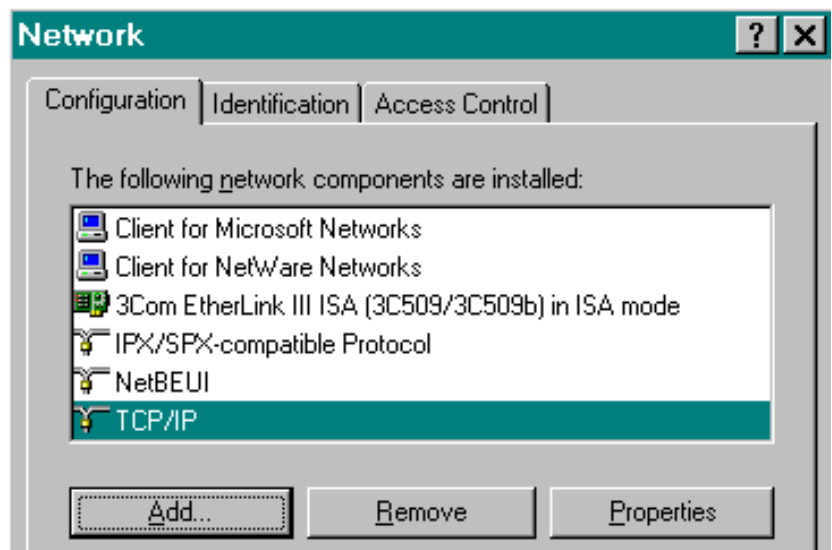 Network
?
Configuration Identification Access Control
The following network components are installed:
Client for Microsoft Networks
Client for NetWare Networks
3Com EtherLink III ISA (3C509/3C509b) in ISA mode
IPX/SPX-compatible Protocol
NetBEUI
TCP/IP
Add... Remove Properties